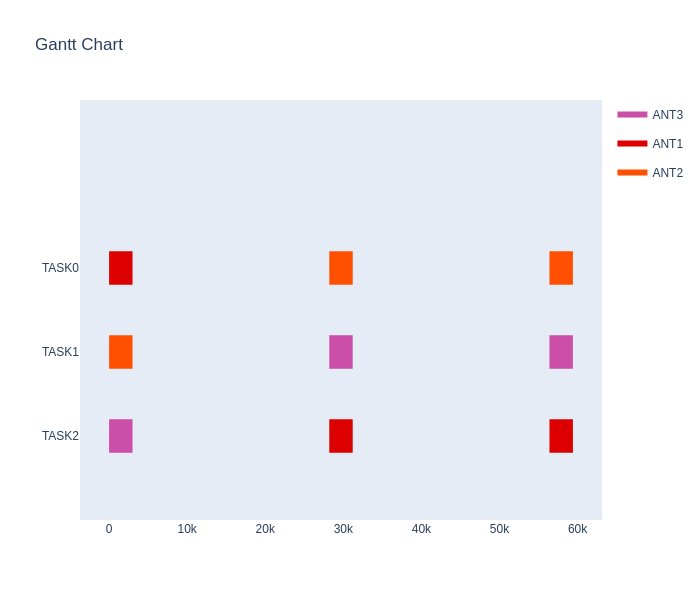 Gantt Chart
ANT3
ANT1
ANT2
TASK0
TASK1
TASK2
0 10k 20k 30k 40k 50k 60k